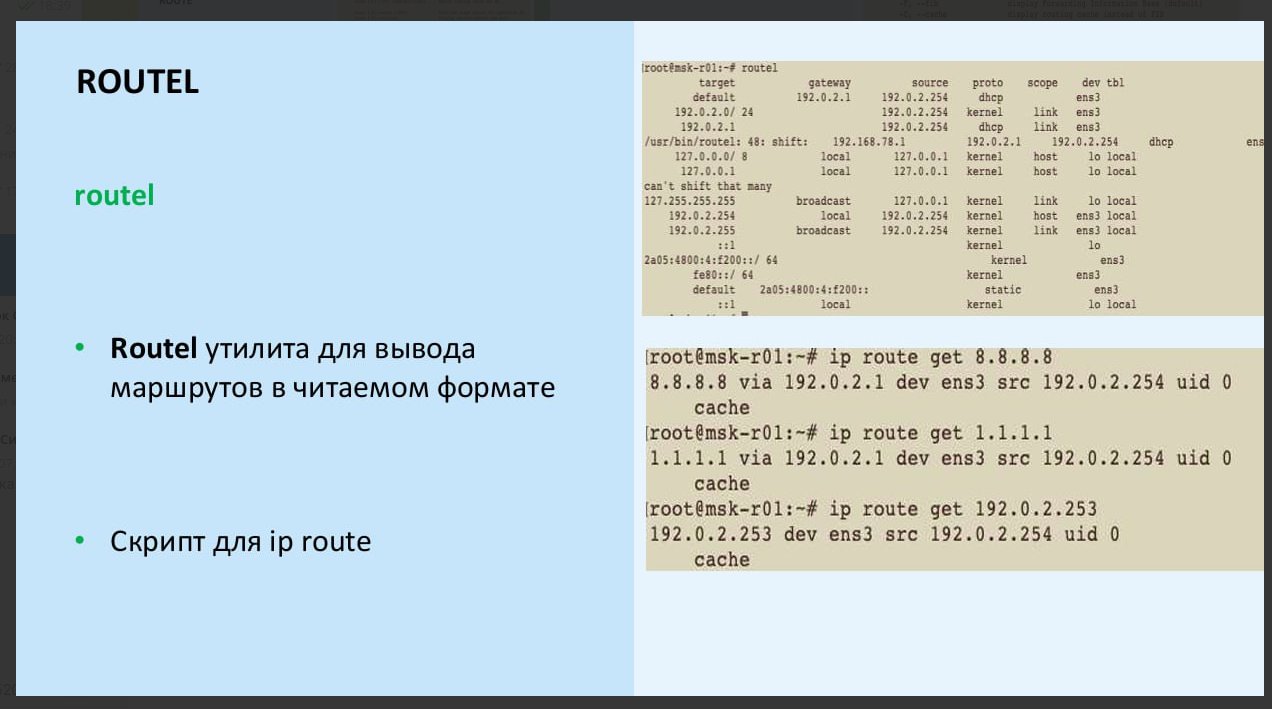 ROUTEL
routel
• Routel утилита для вывода
маршрутов в читаемом формате
• Скрипт для ip route
[root@msk-r01:~# routel
target gateway source proto scope dev tbl
default 192.0.2.1 192.0.2.254 dhcp ens3
192.0.2.0/ 24 192.0.2.254 kernel link ens3
192.0.2.1 192.0.2.254 dhcp link ens3
/usr/bin/routel: 48: shift: 192.168.78.1 192.0.2.1 192.0.2.254 dhcp ens
127.0.0.0/ 8 local 127.0.0.1 kernel host lo local
127.0.0.1 local 127.0.0.1 kernel host lo local
can't shift that many
127.255.255.255 broadcast 127.0.0.1 kernel link lo local
192.0.2.254 local 192.0.2.254 kernel host ens3 local
192.0.2.255 broadcast 192.0.2.254 kernel link ens3 local
::1 kernel lo
2a05:4800:4:f200::/ 64 kernel ens3
fe80::/ 64 kernel ens3
default 2a05:4800:4:f200:: static ens3
::1 local kernel lo local
[root@msk-r01:~# ip route get 8.8.8.8
8.8.8.8 via 192.0.2.1 dev ens3 src 192.0.2.254 uid 0
cache
[root@msk-r01:~# ip route get 1.1.1.1
1.1.1.1 via 192.0.2.1 dev ens3 src 192.0.2.254 uid 0
cache
[root@msk-r01:~# ip route get 192.0.2.253
192.0.2.253 dev ens3 src 192.0.2.254 uid 0
cache